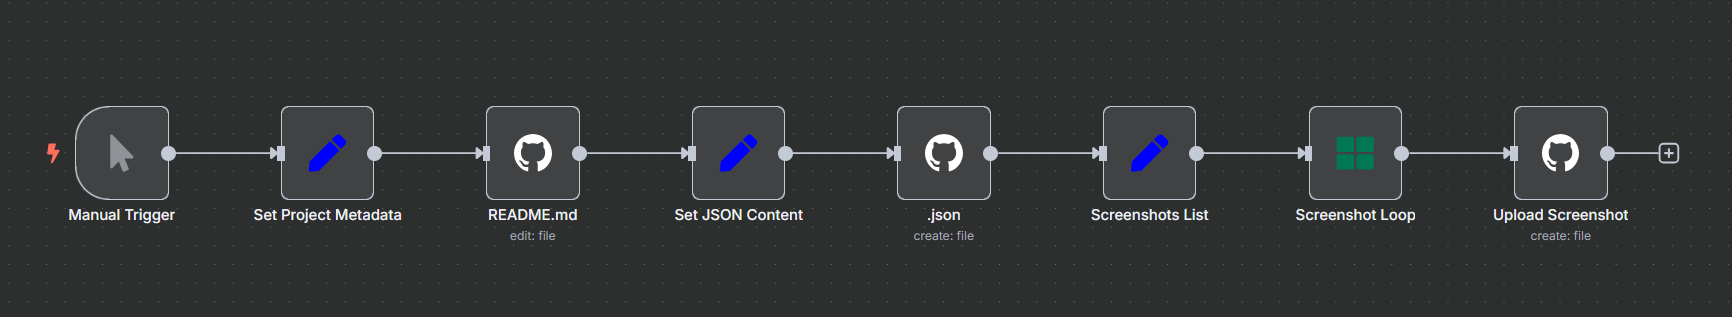 Manual Trigger
Set Project Metadata
README.md
edit: file
Set JSON Content
.json
create: file
Screenshots List
Screenshot Loop
Upload Screenshot
create: file